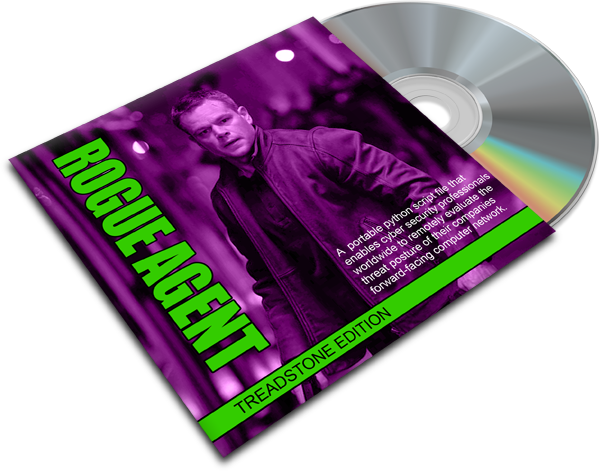 ROGUE AGENT
A portable python script file that
enables cyber security professionals
worldwide to remotely evaluate the
threat posture of their companies
forward-facing computer network.
TREADSTONE EDITION